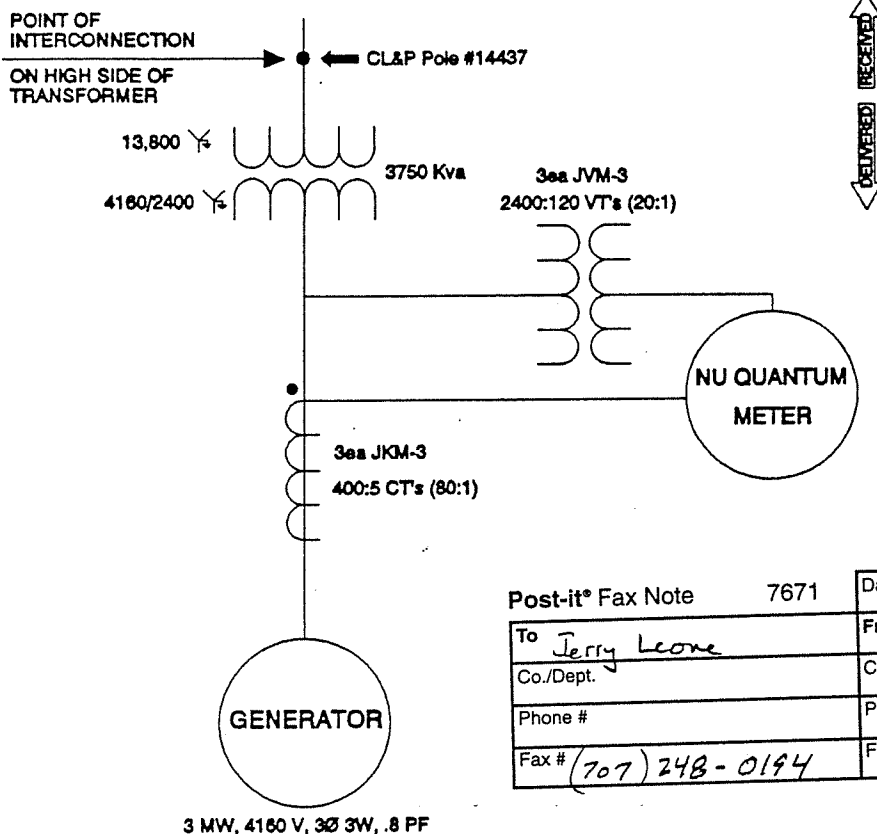 POINT OF
INTERCONNECTION
ON HIGH SIDE OF
TRANSFORMER
CL&P Pole #14437
RECEIVED
DELIVERED
13,800
3750 Kva
4160/2400
3ea JVM-3
2400:120 VT's (20:1)
NU QUANTUM
METER
3ea JKM-3
400:5 CT's (80:1)
GENERATOR
3 MW, 4160 V, 3Ø 3W, .8 PF
Post-it® Fax Note 7671
To Jerry Leone
Co./Dept.
Phone #
Fax # (707) 248-0194